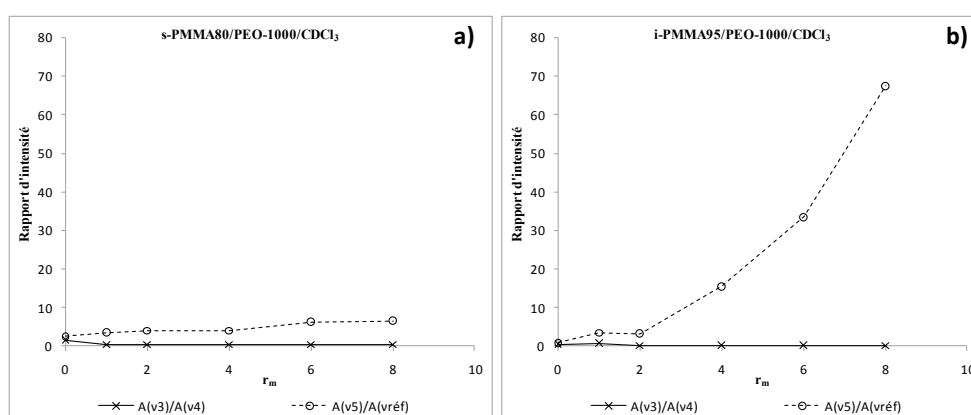 s-PMMA80/PEO-1000/CDCl₃
a)
80
70
60
50
40
30
20
10
0
Rapport d'intensité
0 2 4 6 8 10
rₘ
A(ν3)/A(ν4) A(ν5)/A(νréf)
i-PMMA95/PEO-1000/CDCl₃
b)
80
70
60
50
40
30
20
10
0
Rapport d'intensité
0 2 4 6 8 10
rₘ
A(ν3)/A(ν4) A(ν5)/A(νréf)